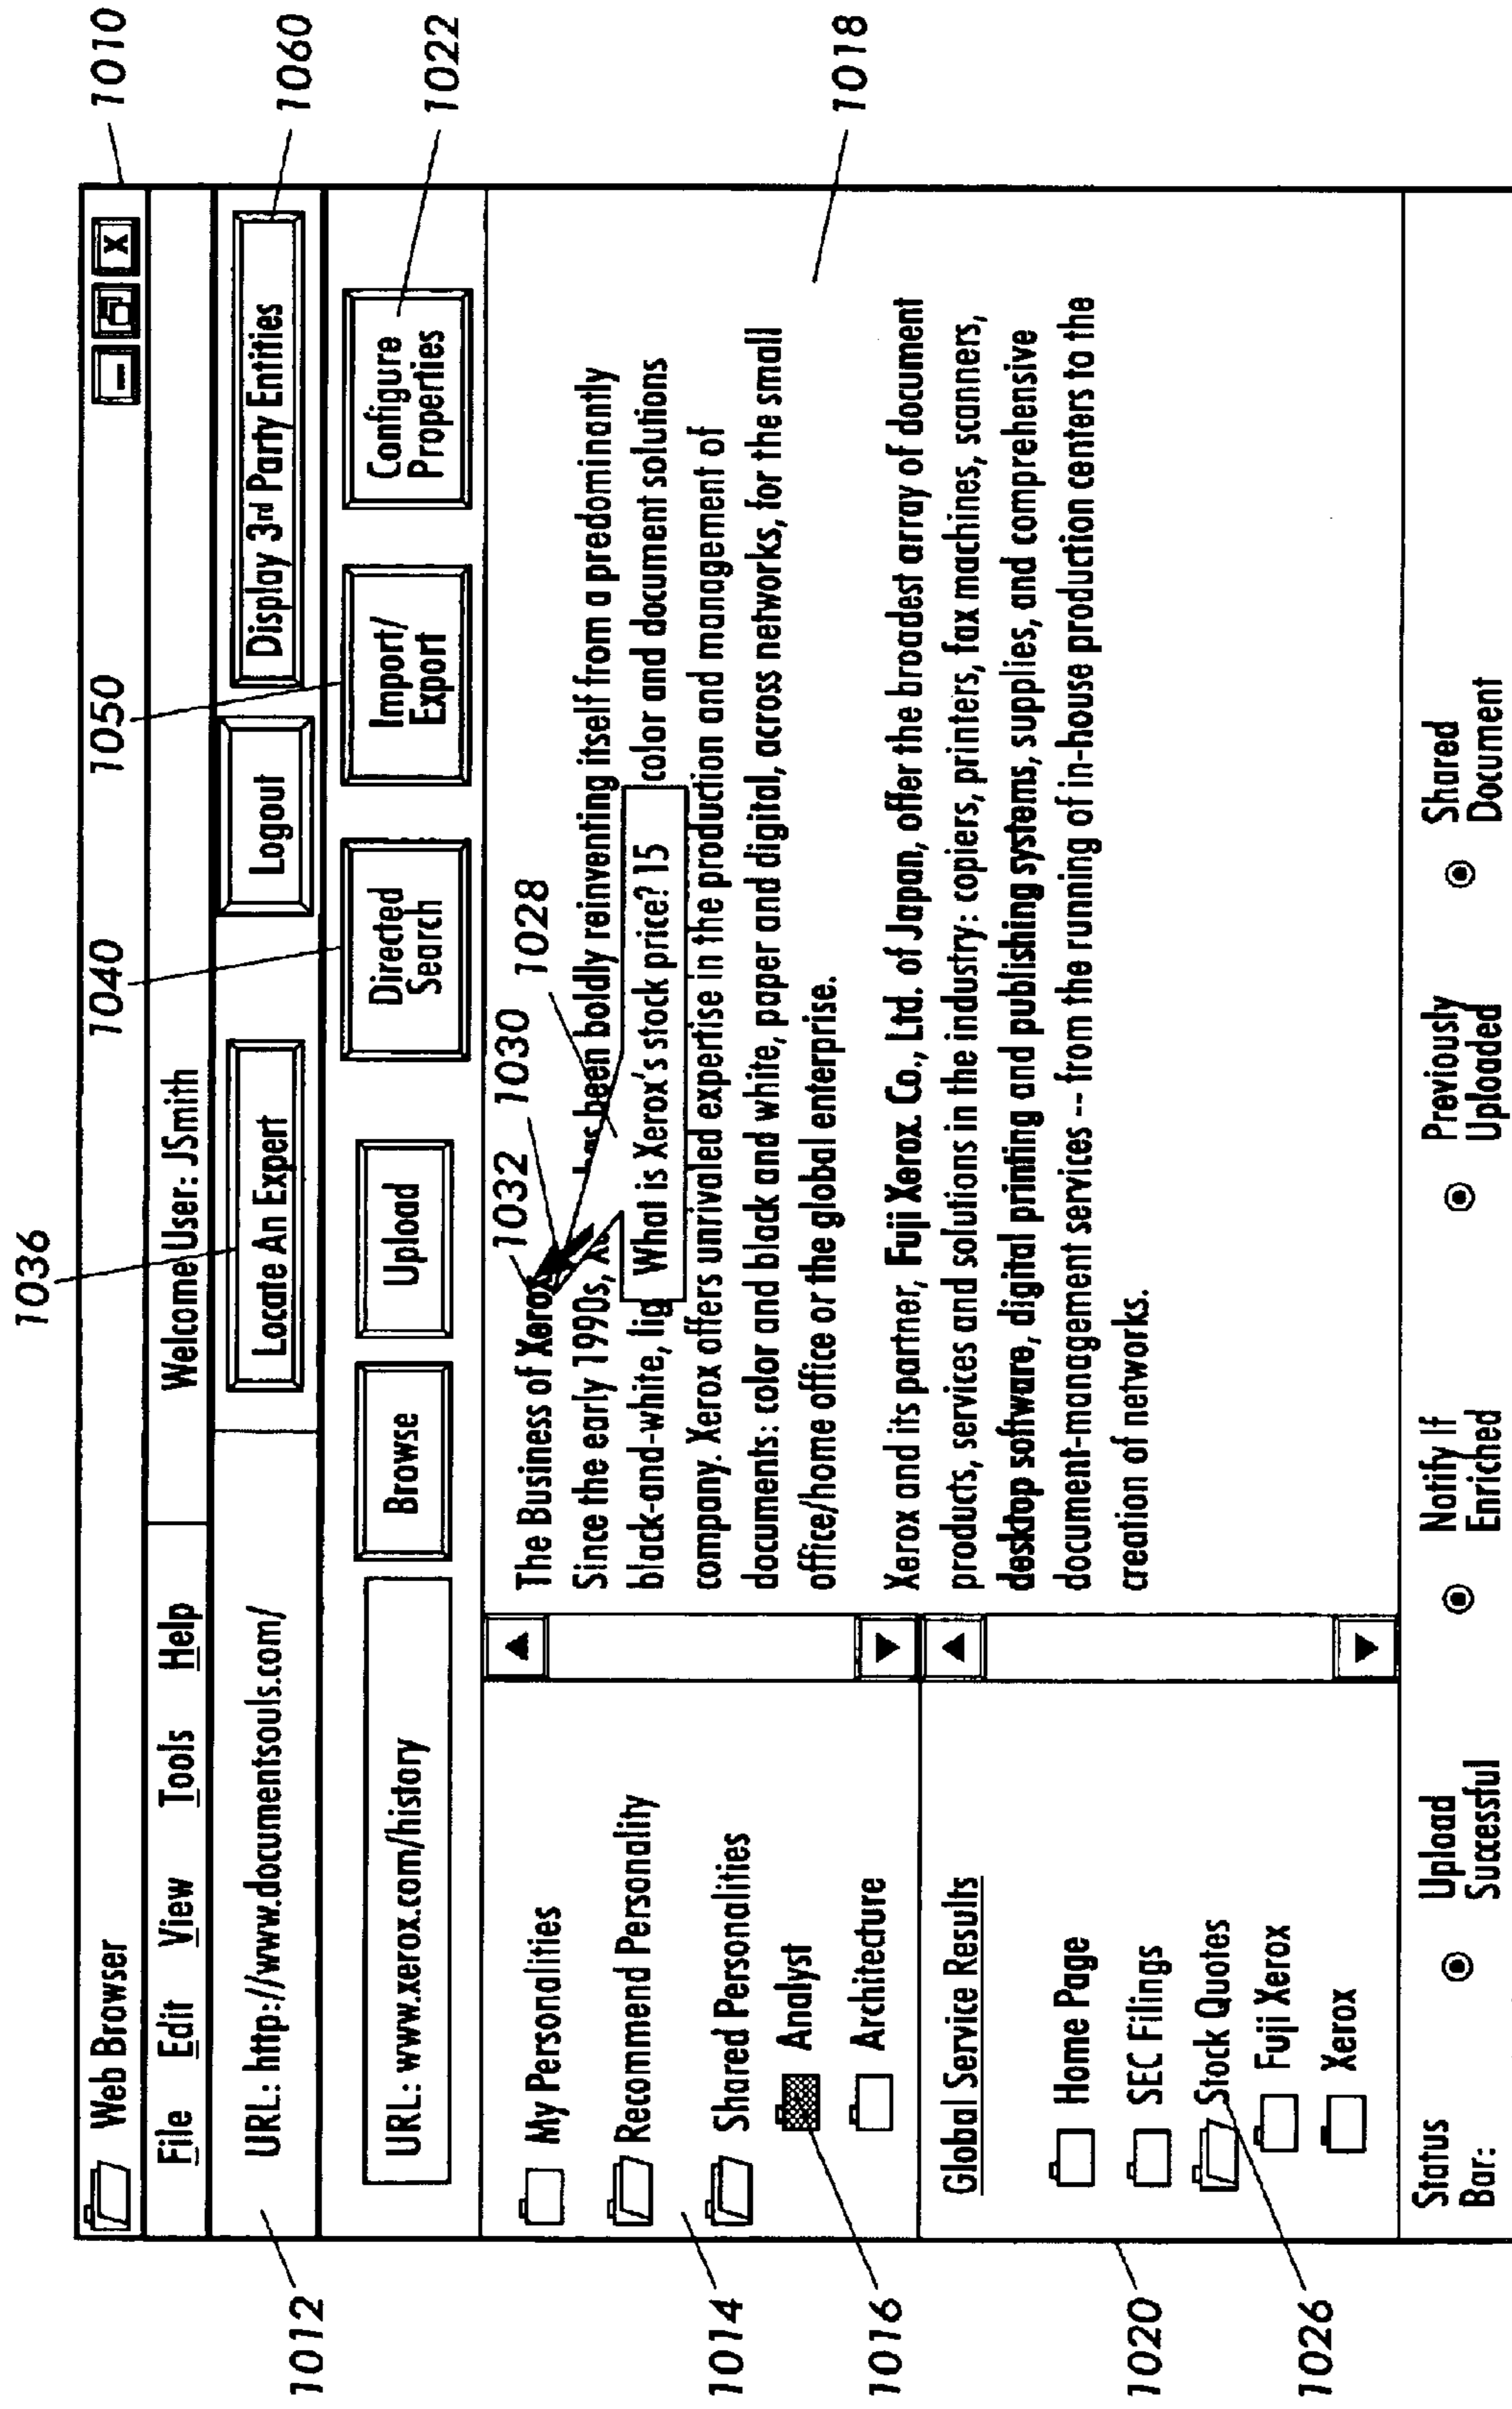 1036
1040
1050
1010
Web Browser
File Edit View Tools Help
Welcome User: JSmith
1060
URL: http://www.documentsouls.com/
Locate An Expert
Logout
Display 3rd Party Entities
1012
URL: www.xerox.com/history
Browse
Upload
Directed
Search
Import/
Export
Configure
Properties
1022
1032
1030
1028
My Personalities
Recommend Personality
Shared Personalities
Analyst
Architecture
1014
1016
The Business of Xerox
Since the early 1990s, has been boldly reinventing itself from a predominantly
black-and-white, color and document solutions
What is Xerox's stock price? 15
company. Xerox offers unrivaled expertise in the production and management of
documents: color and black and white, paper and digital, across networks, for the small
office/home office or the global enterprise.
1018
Xerox and its partner, Fuji Xerox. Co., Ltd. of Japan, offer the broadest array of document
products, services and solutions in the industry: copiers, printers, fax machines, scanners,
desktop software, digital printing and publishing systems, supplies, and comprehensive
document-management services -- from the running of in-house production centers to the
creation of networks.
Global Service Results
Home Page
SEC Filings
Stock Quotes
Fuji Xerox
Xerox
1020
1026
Status
Bar:
Upload
Successful
Notify If
Enriched
Previously
Uploaded
Shared
Document